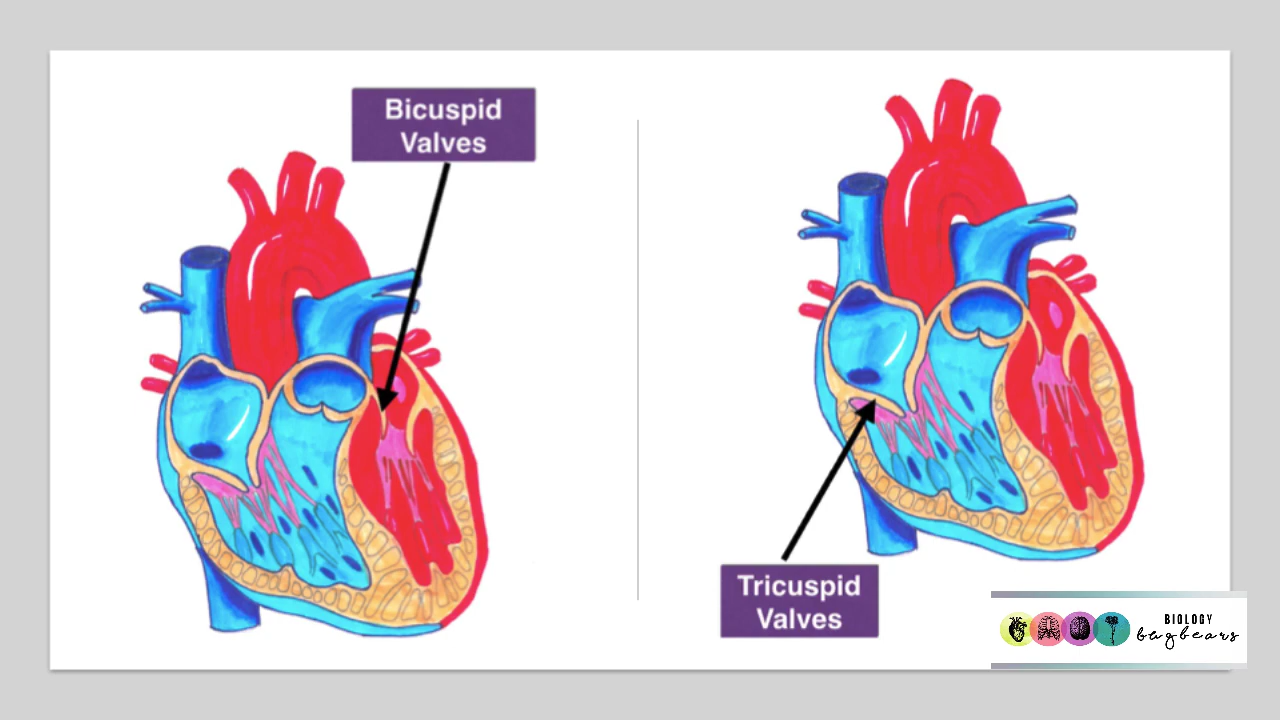 Bicuspid
Valves
Tricuspid
Valves
BIOLOGY
bugbears